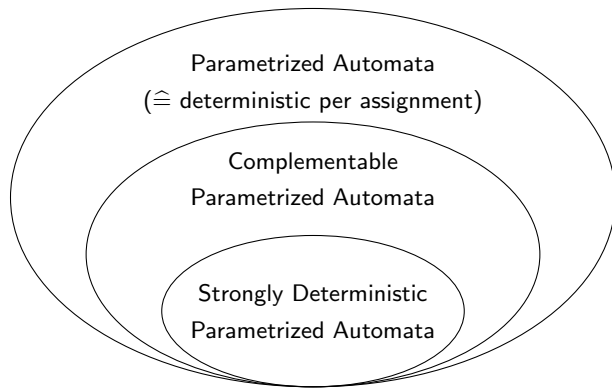 Parametrized Automata
(≙ deterministic per assignment)
Complementable
Parametrized Automata
Strongly Deterministic
Parametrized Automata